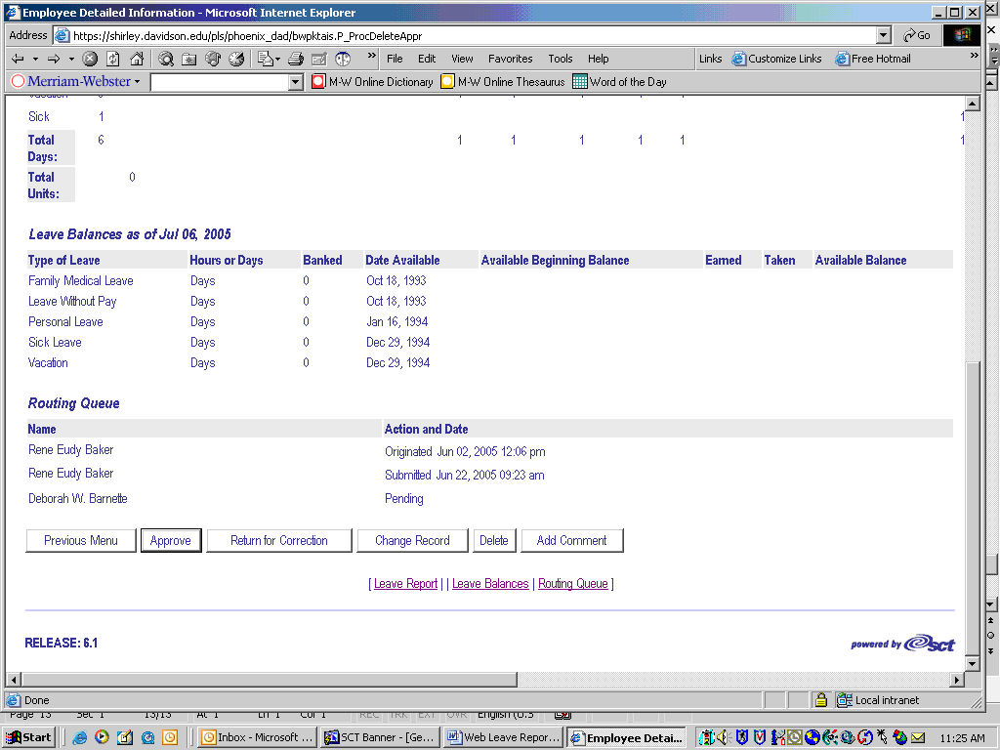 Employee Detailed Information - Microsoft Internet Explorer
Address https://shirley.davidson.edu/pls/phoenix_dad/bwpktais.P_ProcDeleteAppr Go
» File Edit View Favorites Tools Help Links Customize Links Free Hotmail »
Merriam-Webster M-W Online Dictionary M-W Online Thesaurus Word of the Day
Sick 1 1
Total Days: 6 1 1 1 1 1 1
Total Units: 0
Leave Balances as of Jul 06, 2005
Type of Leave Hours or Days Banked Date Available Available Beginning Balance Earned Taken Available Balance
Family Medical Leave Days 0 Oct 18, 1993
Leave Without Pay Days 0 Oct 18, 1993
Personal Leave Days 0 Jan 16, 1994
Sick Leave Days 0 Dec 29, 1994
Vacation Days 0 Dec 29, 1994
Routing Queue
Name Action and Date
Rene Eudy Baker Originated Jun 02, 2005 12:06 pm
Rene Eudy Baker Submitted Jun 22, 2005 09:23 am
Deborah W. Barnette Pending
Previous Menu Approve Return for Correction Change Record Delete Add Comment
[ Leave Report | | Leave Balances | Routing Queue ]
RELEASE: 6.1 powered by sct
Done Local intranet
Page 13 Sec 1 13/13 At 1 Ln 1 Col 1 REC TRK EXT OVR English (U.S
Start Inbox - Microsoft ... SCT Banner - [Ge... Web Leave Repor... Employee Detai... 11:25 AM